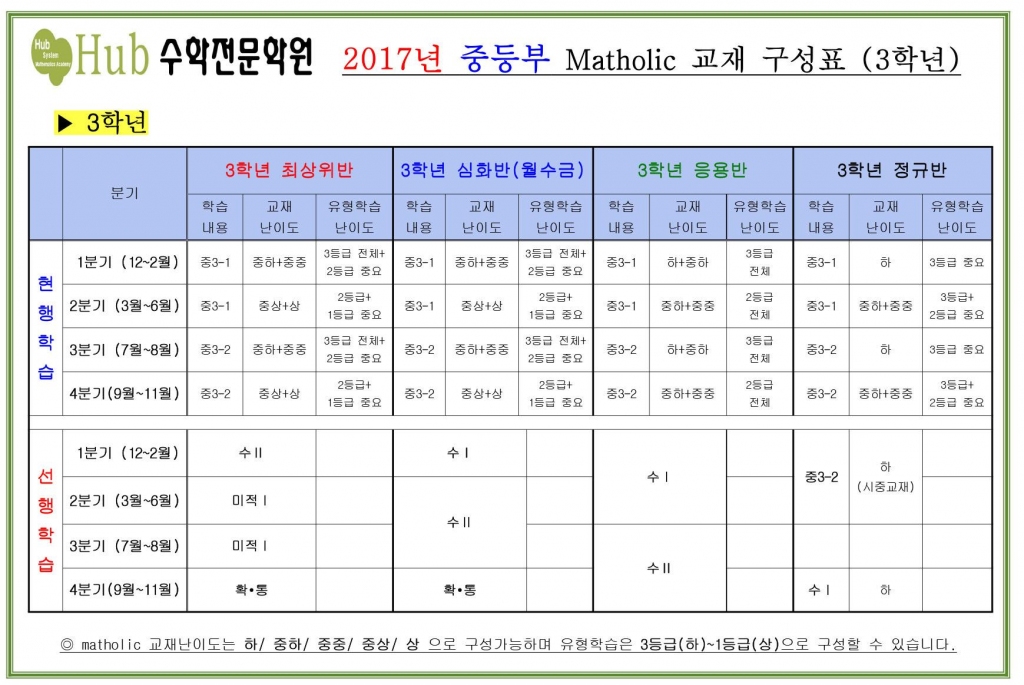 Hub
System
Mathematics Academy
Hub 수학전문학원 2017년 중등부 Matholic 교재 구성표 (3학년)
▶ 3학년
분기 3학년 최상위반 3학년 심화반(월수금) 3학년 응용반 3학년 정규반
학습 교재 유형학습 학습 교재 유형학습 학습 교재 유형학습 학습 교재 유형학습
내용 난이도 난이도 내용 난이도 난이도 내용 난이도 난이도 내용 난이도 난이도
현행학습
1분기 (12~2월) 중3-1 중하+중중 3등급 전체+ 2등급 중요 중3-1 중하+중중 3등급 전체+ 2등급 중요 중3-1 하+중하 3등급 전체 중3-1 하 3등급 중요
2분기 (3월~6월) 중3-1 중상+상 2등급+ 1등급 중요 중3-1 중상+상 2등급+ 1등급 중요 중3-1 중하+중중 2등급 전체 중3-1 중하+중중 3등급+ 2등급 중요
3분기 (7월~8월) 중3-2 중하+중중 3등급 전체+ 2등급 중요 중3-2 중하+중중 3등급 전체+ 2등급 중요 중3-2 하+중하 3등급 전체 중3-2 하 3등급 중요
4분기(9월~11월) 중3-2 중상+상 2등급+ 1등급 중요 중3-2 중상+상 2등급+ 1등급 중요 중3-2 중하+중중 2등급 전체 중3-2 중하+중중 3등급+ 2등급 중요
선행학습
1분기 (12~2월) 수Ⅱ 수Ⅰ 수Ⅰ 중3-2 하 (시중교재)
2분기 (3월~6월) 미적Ⅰ 수Ⅱ
3분기 (7월~8월) 미적Ⅰ 수Ⅱ
4분기(9월~11월) 확•통 확•통 수Ⅰ 하
◎ matholic 교재난이도는 하/ 중하/ 중중/ 중상/ 상 으로 구성가능하며 유형학습은 3등급(하)~1등급(상)으로 구성할 수 있습니다.